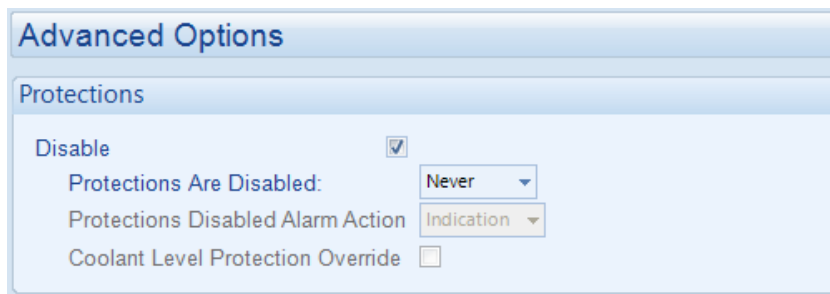 Advanced Options
Protections
Disable
Protections Are Disabled: Never
Protections Disabled Alarm Action Indication
Coolant Level Protection Override